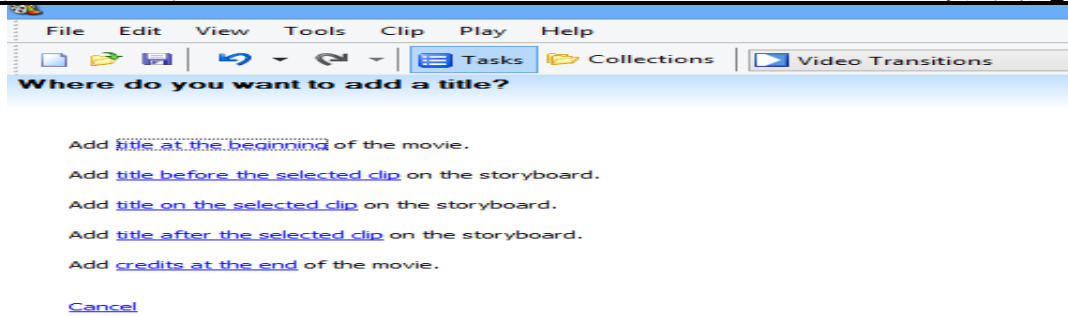 File Edit View Tools Clip Play Help
Tasks Collections Video Transitions
Where do you want to add a title?
Add title at the beginning of the movie.
Add title before the selected clip on the storyboard.
Add title on the selected clip on the storyboard.
Add title after the selected clip on the storyboard.
Add credits at the end of the movie.
Cancel